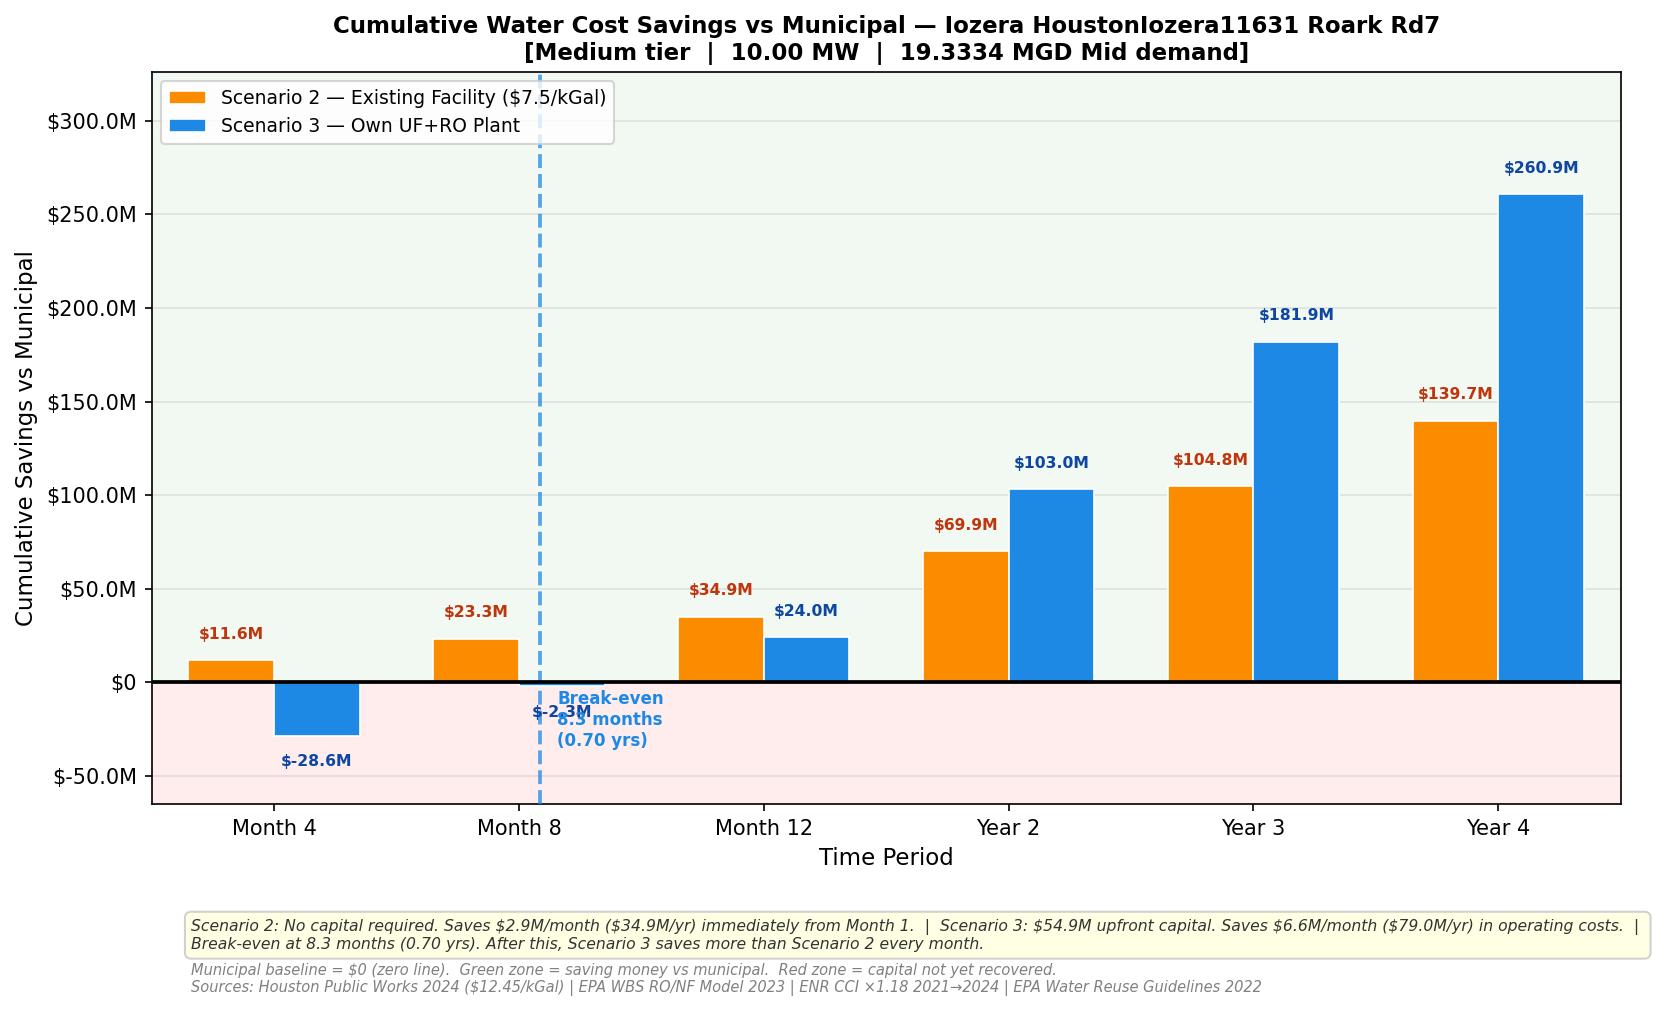 Cumulative Water Cost Savings vs Municipal — Iozera HoustonIozera11631 Roark Rd7
[Medium tier | 10.00 MW | 19.3334 MGD Mid demand]
Scenario 2 — Existing Facility ($7.5/kGal)
Scenario 3 — Own UF+RO Plant
Cumulative Savings vs Municipal
$300.0M
$250.0M
$200.0M
$150.0M
$100.0M
$50.0M
$0
$-50.0M
$11.6M
$-28.6M
$23.3M
$-2.3M
Break-even
8.3 months
(0.70 yrs)
$34.9M
$24.0M
$69.9M
$103.0M
$104.8M
$181.9M
$139.7M
$260.9M
Month 4
Month 8
Month 12
Year 2
Year 3
Year 4
Time Period
Scenario 2: No capital required. Saves $2.9M/month ($34.9M/yr) immediately from Month 1. | Scenario 3: $54.9M upfront capital. Saves $6.6M/month ($79.0M/yr) in operating costs. |
Break-even at 8.3 months (0.70 yrs). After this, Scenario 3 saves more than Scenario 2 every month.
Municipal baseline = $0 (zero line). Green zone = saving money vs municipal. Red zone = capital not yet recovered.
Sources: Houston Public Works 2024 ($12.45/kGal) | EPA WBS RO/NF Model 2023 | ENR CCI ×1.18 2021→2024 | EPA Water Reuse Guidelines 2022